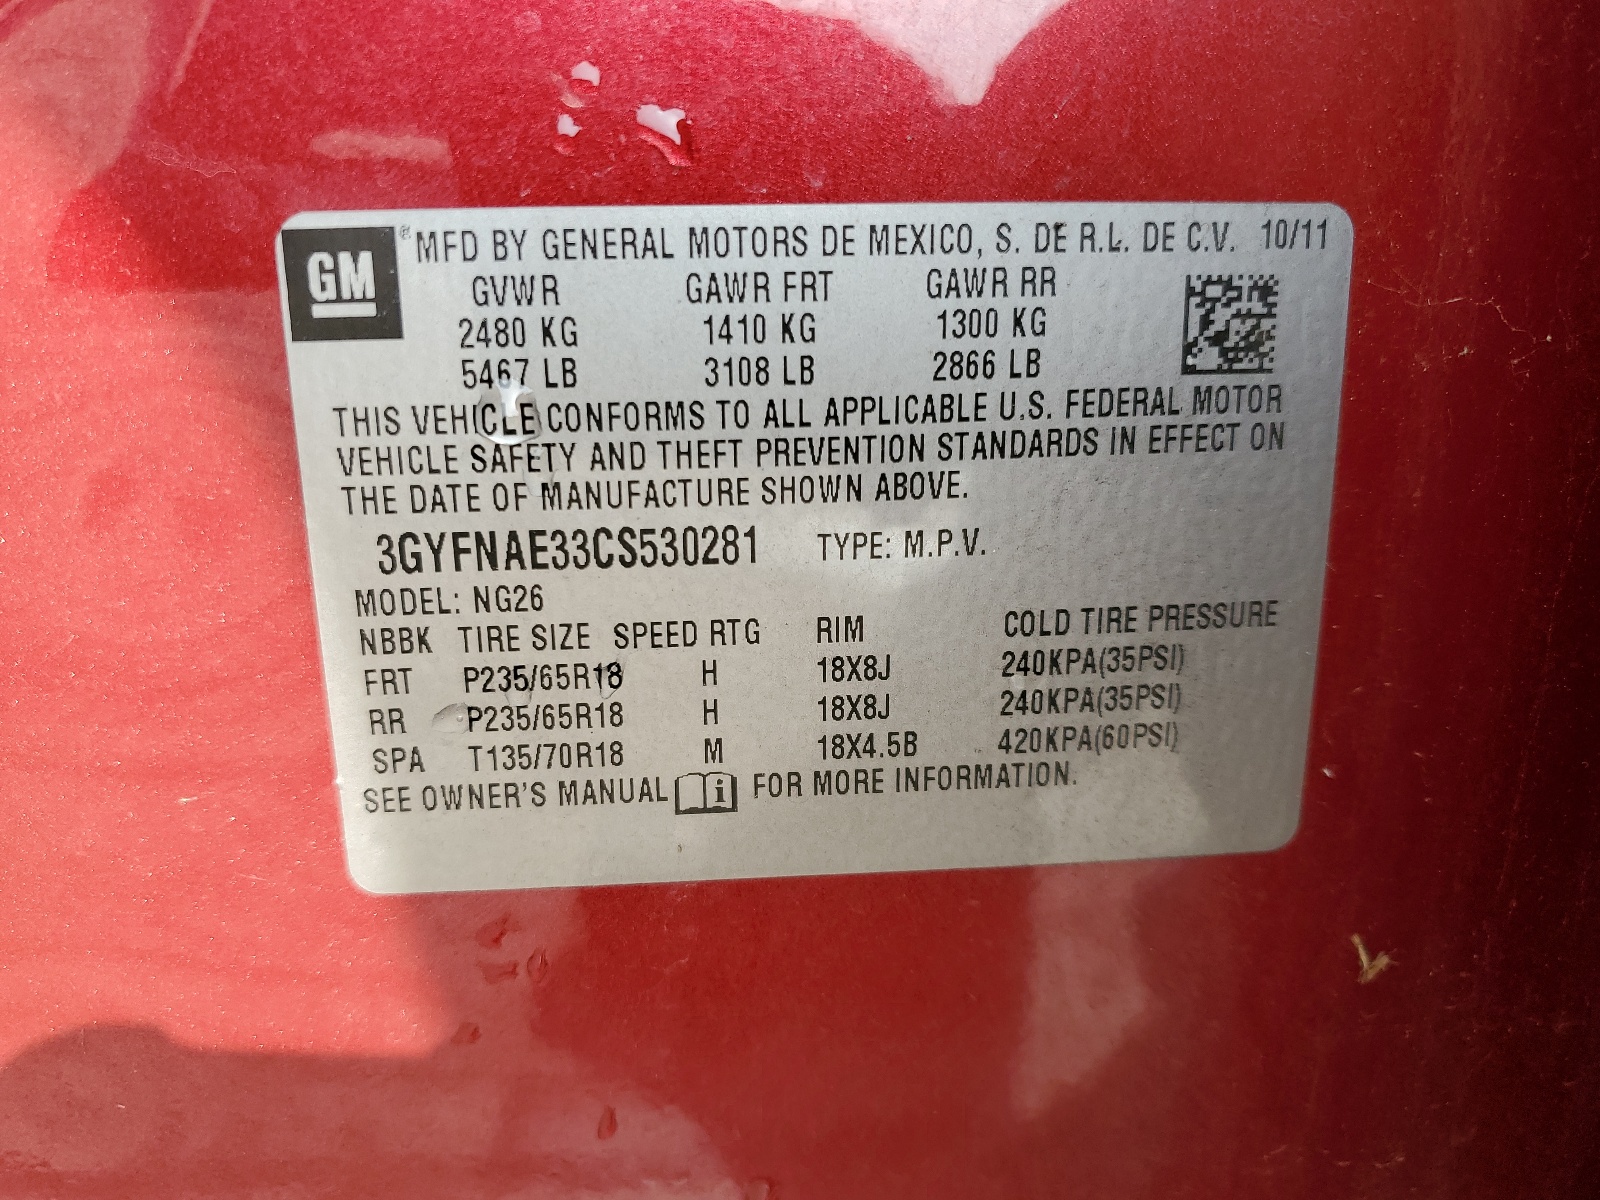 GM ® MFD BY GENERAL MOTORS DE MEXICO, S. DE R.L. DE C.V. 10/11
GVWR GAWR FRT GAWR RR
2480 KG 1410 KG 1300 KG
5467 LB 3108 LB 2866 LB
THIS VEHICLE CONFORMS TO ALL APPLICABLE U.S. FEDERAL MOTOR
VEHICLE SAFETY AND THEFT PREVENTION STANDARDS IN EFFECT ON
THE DATE OF MANUFACTURE SHOWN ABOVE.
3GYFNAE33CS530281 TYPE: M.P.V.
MODEL: NG26
NBBK TIRE SIZE SPEED RTG RIM COLD TIRE PRESSURE
FRT P235/65R18 H 18X8J 240KPA(35PSI)
RR P235/65R18 H 18X8J 240KPA(35PSI)
SPA T135/70R18 M 18X4.5B 420KPA(60PSI)
SEE OWNER'S MANUAL i FOR MORE INFORMATION.